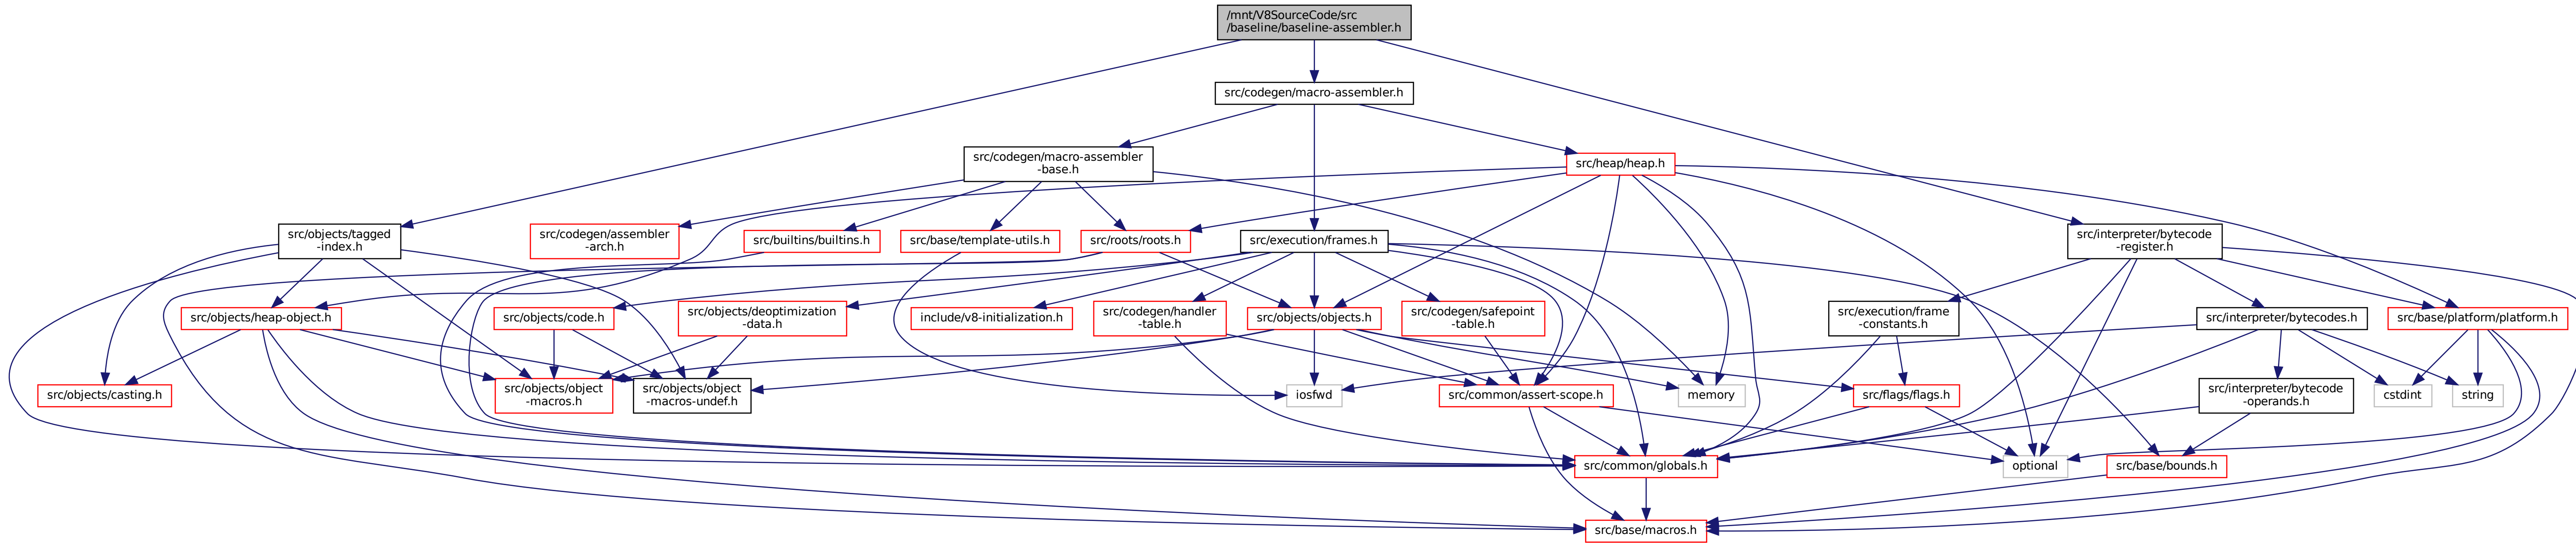 /mnt/V8SourceCode/src
/baseline/baseline-assembler.h
src/codegen/macro-assembler.h
src/codegen/macro-assembler
-base.h
src/heap/heap.h
src/objects/tagged
-index.h
src/codegen/assembler
-arch.h
src/builtins/builtins.h
src/base/template-utils.h
src/roots/roots.h
src/execution/frames.h
src/interpreter/bytecode
-register.h
src/objects/heap-object.h
src/objects/code.h
src/objects/deoptimization
-data.h
include/v8-initialization.h
src/codegen/handler
-table.h
src/objects/objects.h
src/codegen/safepoint
-table.h
src/execution/frame
-constants.h
src/interpreter/bytecodes.h
src/base/platform/platform.h
src/objects/casting.h
src/objects/object
-macros.h
src/objects/object
-macros-undef.h
iosfwd
src/common/assert-scope.h
memory
src/flags/flags.h
src/interpreter/bytecode
-operands.h
cstdint
string
src/common/globals.h
optional
src/base/bounds.h
src/base/macros.h